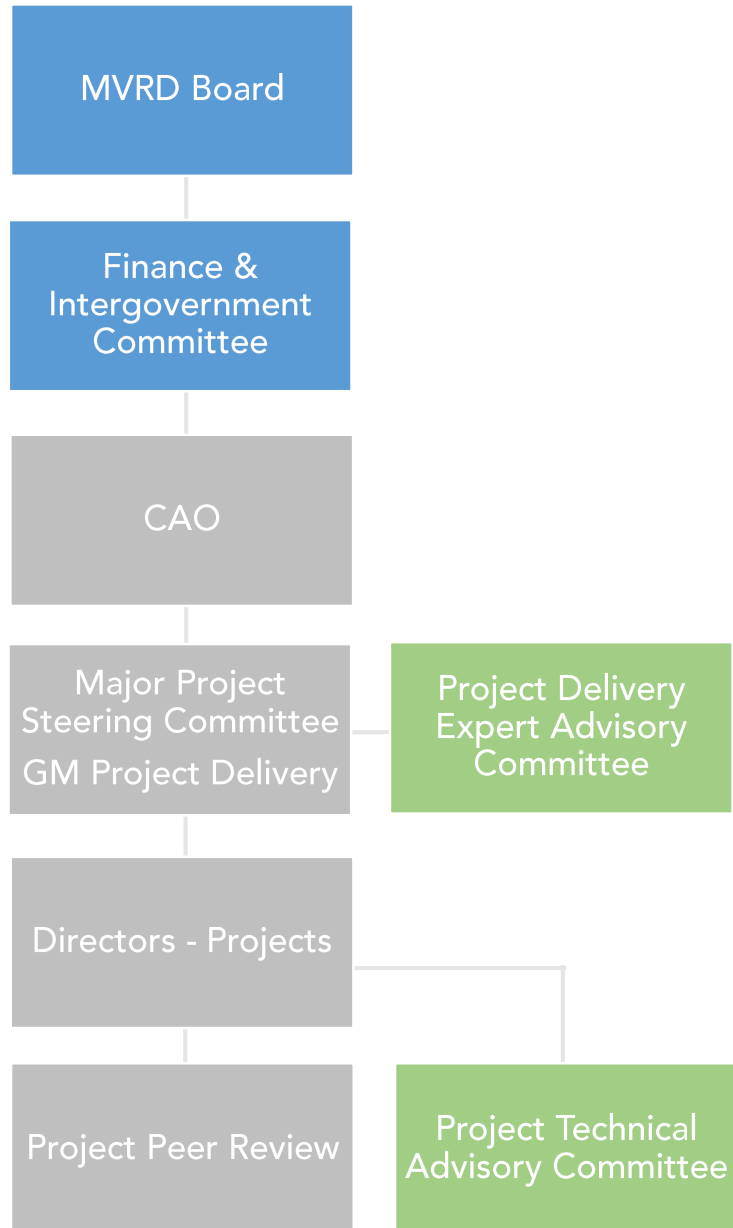 MVRD Board
Finance &
Intergovernment
Committee
CAO
Major Project
Steering Committee
GM Project Delivery
Project Delivery
Expert Advisory
Committee
Directors - Projects
Project Peer Review
Project Technical
Advisory Committee